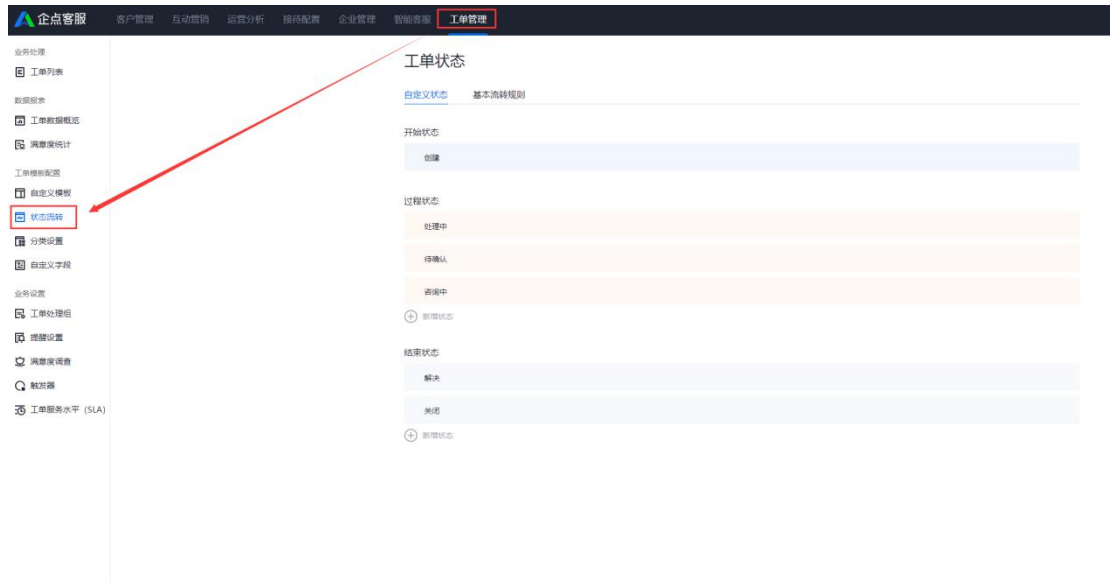 企点客服 客户管理 互动营销 运营分析 接待配置 企业管理 智能客服 工单管理
业务处理
工单列表
数据报表
工单数据概览
满意度统计
工单模板配置
自定义模板
状态流转
分类设置
自定义字段
业务设置
工单处理组
提醒设置
满意度调查
触发器
工单服务水平（SLA）
工单状态
自定义状态 基本流转规则
开始状态
创建
过程状态
处理中
待确认
咨询中
新增状态
结束状态
解决
关闭
新增状态